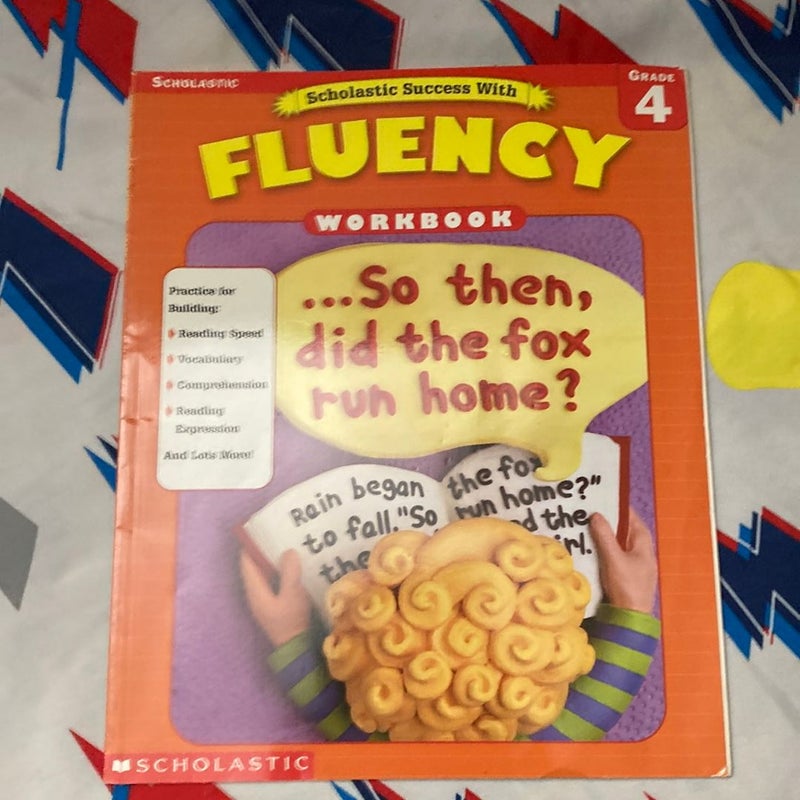 SCHOLASTIC
GRADE
4
Scholastic Success With
FLUENCY
WORKBOOK
Practice for
Building:
Reading Speed
Vocabulary
Comprehension
Reading
Expression
And Lots More!
...So then,
did the fox
run home?
Rain began
to fall. "So
the
the fox
run home?"
d the
irl.
SCHOLASTIC